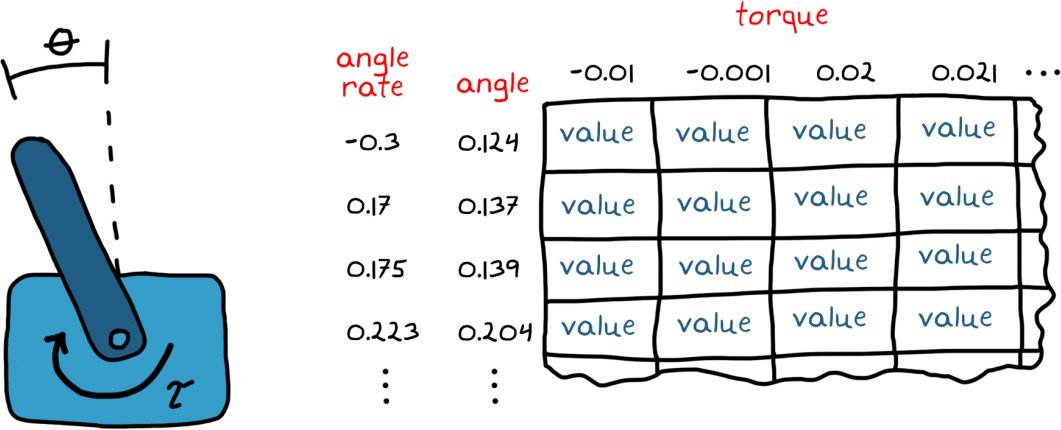 θ
τ
torque
angle rate
angle
-0.01 -0.001 0.02 0.021 ...
-0.3 0.124 value value value value
0.17 0.137 value value value value
0.175 0.139 value value value value
0.223 0.204 value value value value